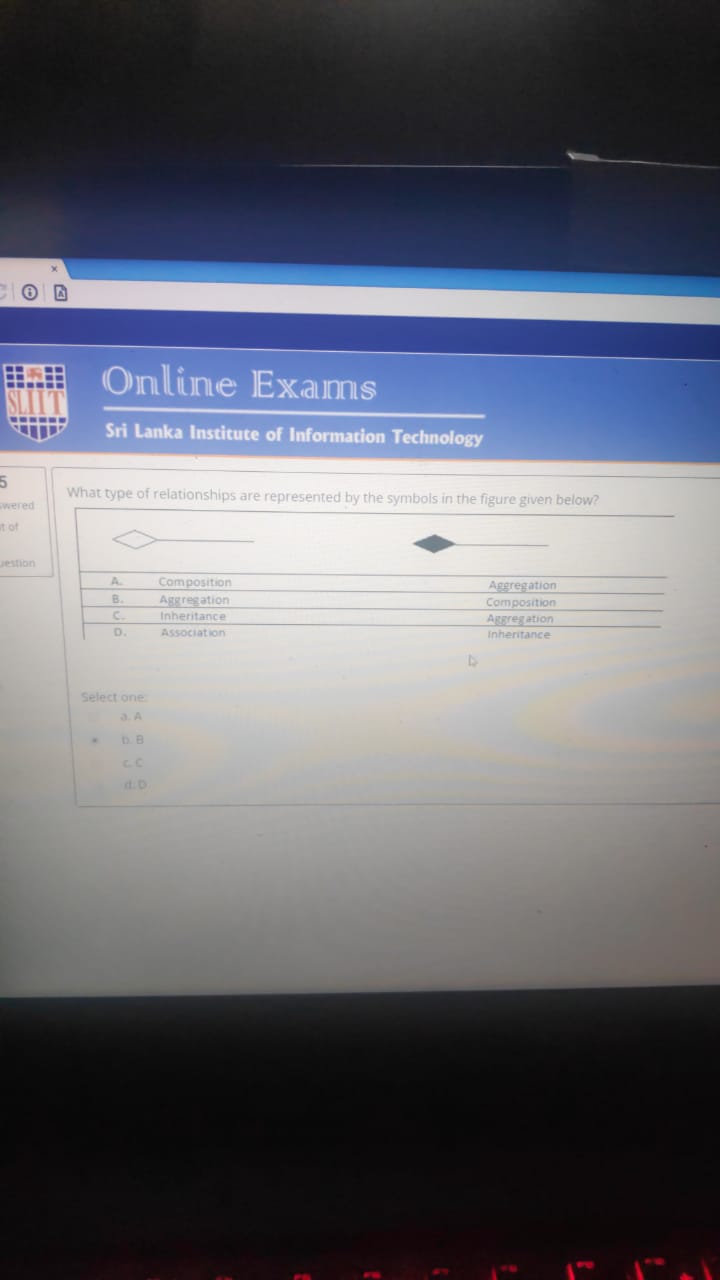 Online Exams
SLIIT
Sri Lanka Institute of Information Technology
5
wered
t of
uestion
What type of relationships are represented by the symbols in the figure given below?
A. Composition Aggregation
B. Aggregation Composition
C. Inheritance Aggregation
D. Association Inheritance
Select one:
a. A
b. B
c. C
d. D